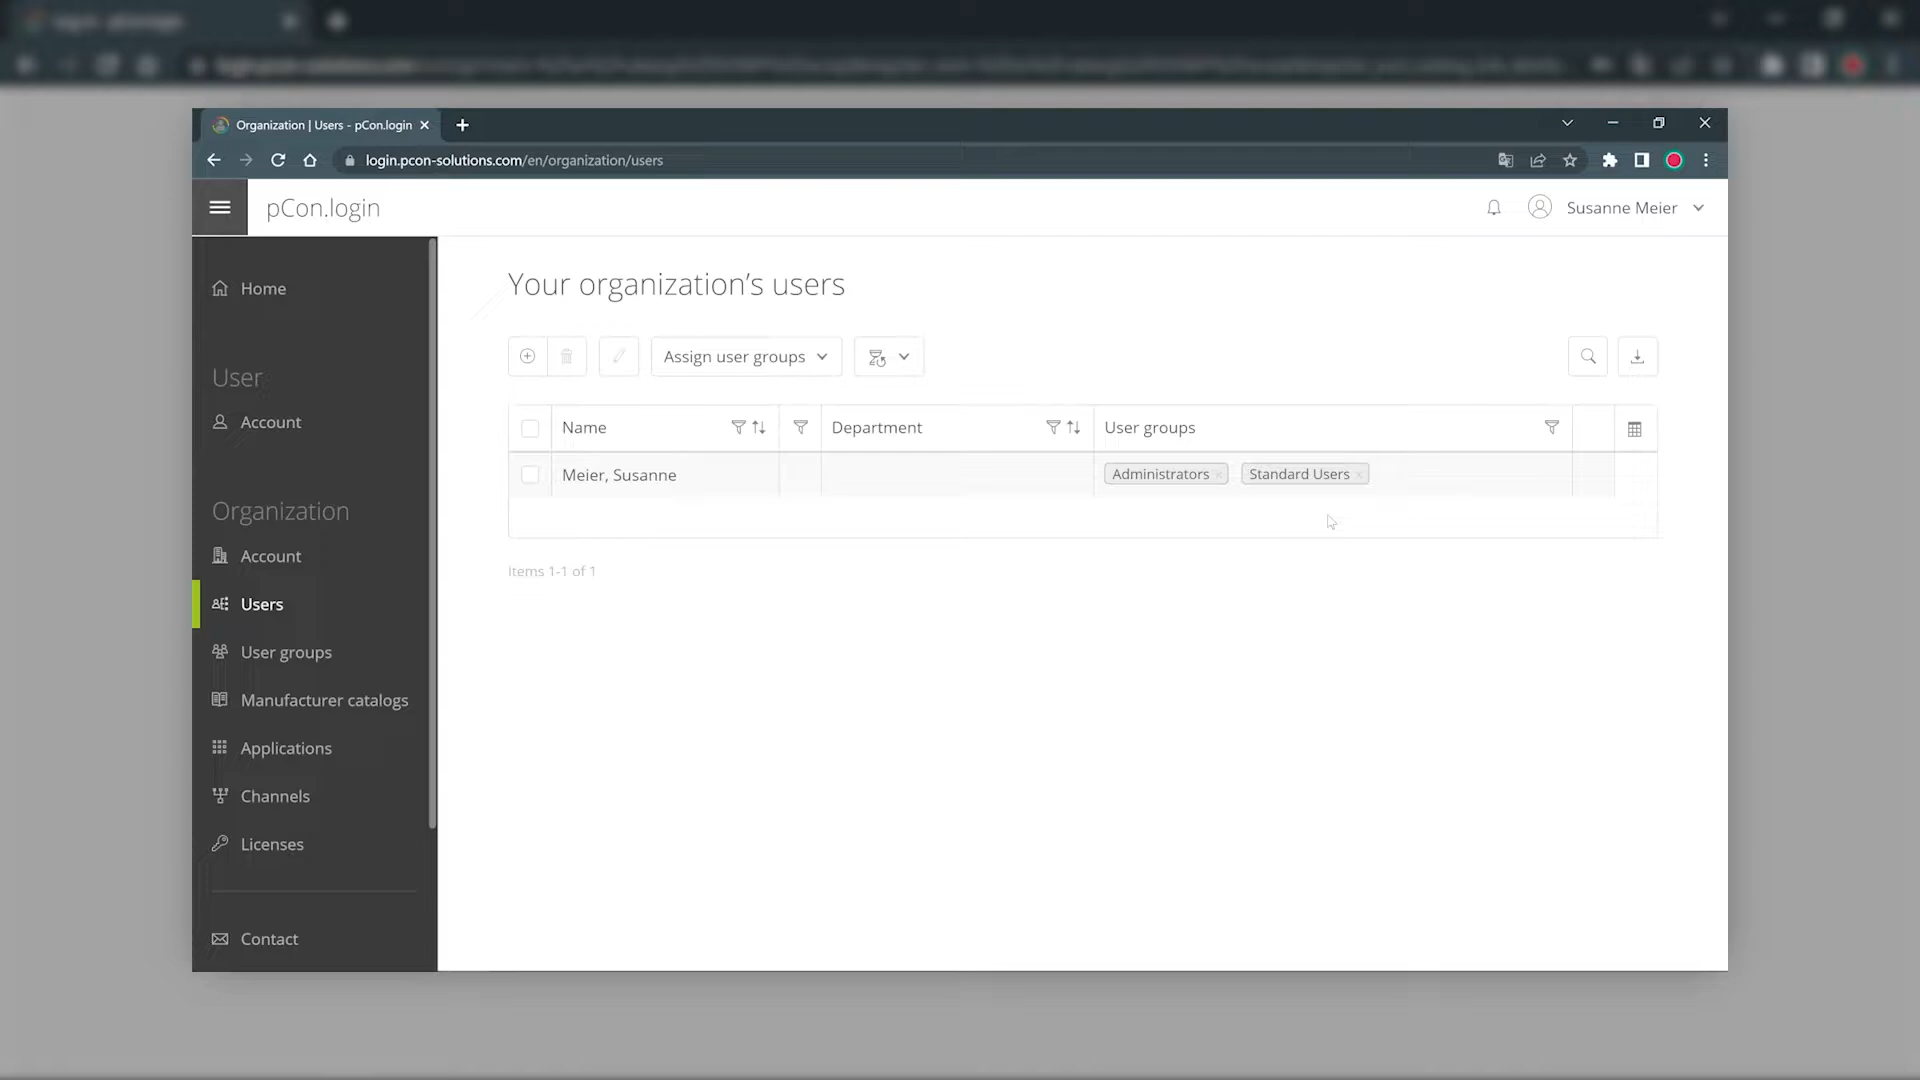 Organization | Users - pCon.login
login.pcon-solutions.com/en/organization/users
pCon.login
Susanne Meier
Home
User
Account
Organization
Account
Users
User groups
Manufacturer catalogs
Applications
Channels
Licenses
Contact
Your organization’s users
Assign user groups
Name
Department
User groups
Meier, Susanne
Administrators
Standard Users
Items 1-1 of 1